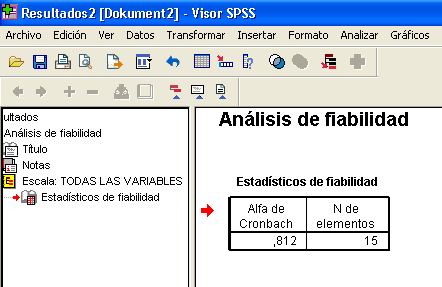 Resultados2 [Dokument2] - Visor SPSS
Archivo Edición Ver Datos Transformar Insertar Formato Analizar Gráficos
ultados
Análisis de fiabilidad
Título
Notas
Escala: TODAS LAS VARIABLES
Estadísticos de fiabilidad
Análisis de fiabilidad
Estadísticos de fiabilidad
Alfa de N de
Cronbach elementos
,812 15